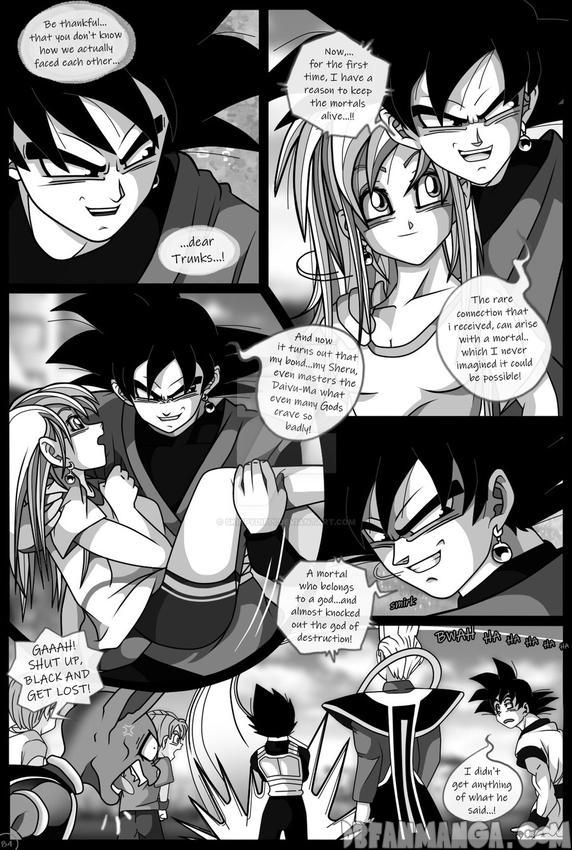 Be thankful...
that you don't know
how we actually
faced each other...
...dear
Trunks...!
Now,...
for the first
time, I have a
reason to keep
the mortals
alive...!!
The rare
connection that
i received, can arise
with a mortal..
which I never
imagined it could
be possible!
And now
it turns out that
my bond...my Sheru,
even masters the
Daivu-Ma what
even many Gods
crave so
badly!
A mortal
who belongs
to a god...and
almost knocked
out the god of
destruction!
smirk
GAAAH!
SHUT UP,
BLACK AND
GET LOST!
BWAH HA HA HA HA HA HA
I didn't
get anything
of what he
said...!
84
DBFANMANGA.COM